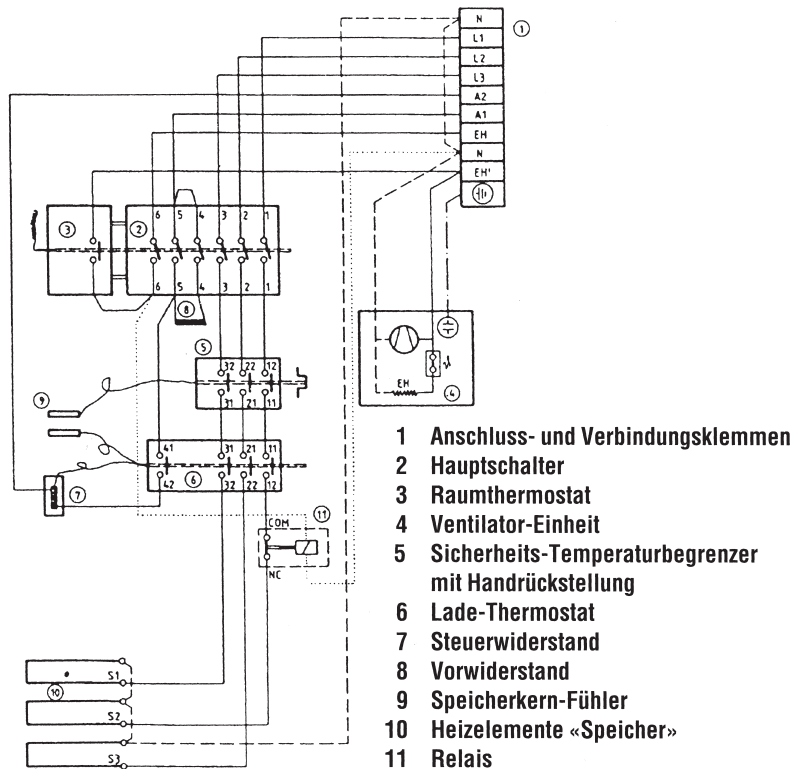 N
1
L1
L2
L3
A2
A1
EH
N
EH'
3
2
6 5 4 3 2 1
6 5 4 3 2 1
8
5
32 22 12
31 21 11
9
EH
4
41 31 21 11
42 32 22 12
6
7
COM
11
NC
S1
10
S2
S3
1 Anschluss- und Verbindungsklemmen
2 Hauptschalter
3 Raumthermostat
4 Ventilator-Einheit
5 Sicherheits-Temperaturbegrenzer
mit Handrückstellung
6 Lade-Thermostat
7 Steuerwiderstand
8 Vorwiderstand
9 Speicherkern-Fühler
10 Heizelemente «Speicher»
11 Relais